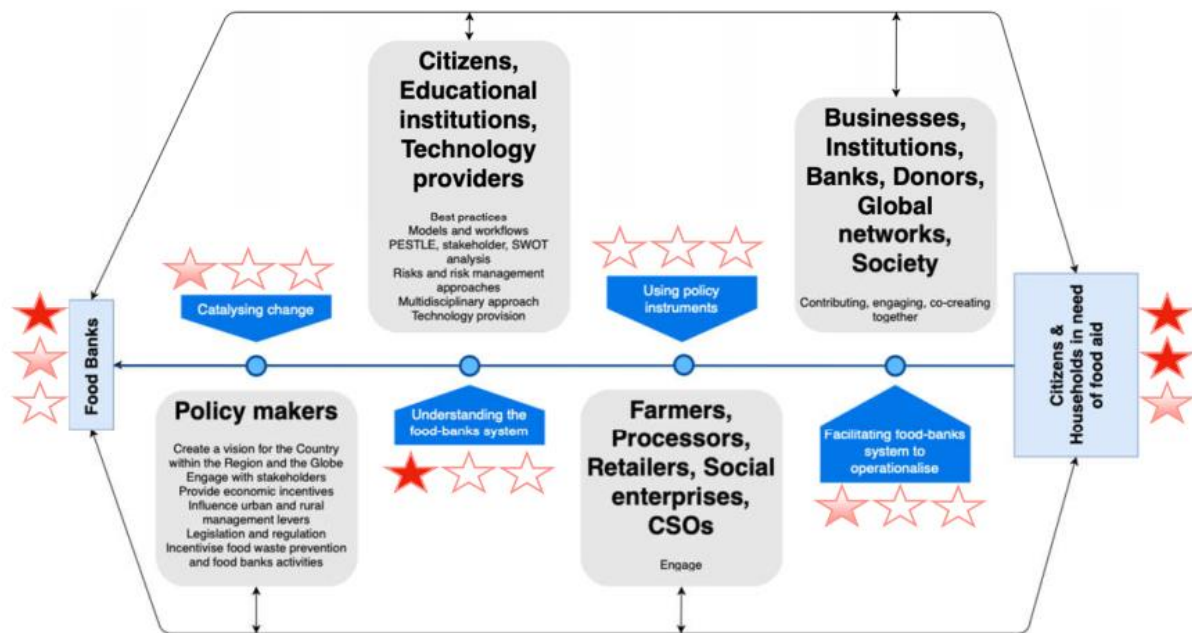 Citizens,
Educational
institutions,
Technology
providers
Best practices
Models and workflows
PESTLE, stakeholder, SWOT
analysis
Risks and risk management
approaches
Multidisciplinary approach
Technology provision
Businesses,
Institutions,
Banks, Donors,
Global
networks,
Society
Contributing, engaging, co-creating
together
Catalysing change
Using policy
instruments
Food Banks
Citizens &
Households in need
of food aid
Policy makers
Create a vision for the Country
within the Region and the Globe
Engage with stakeholders
Provide economic incentives
Influence urban and rural
management levers
Legislation and regulation
Incentivise food waste prevention
and food banks activities
Understanding the
food-banks system
Farmers,
Processors,
Retailers, Social
enterprises,
CSOs
Engage
Facilitating food-banks
system to
operationalise